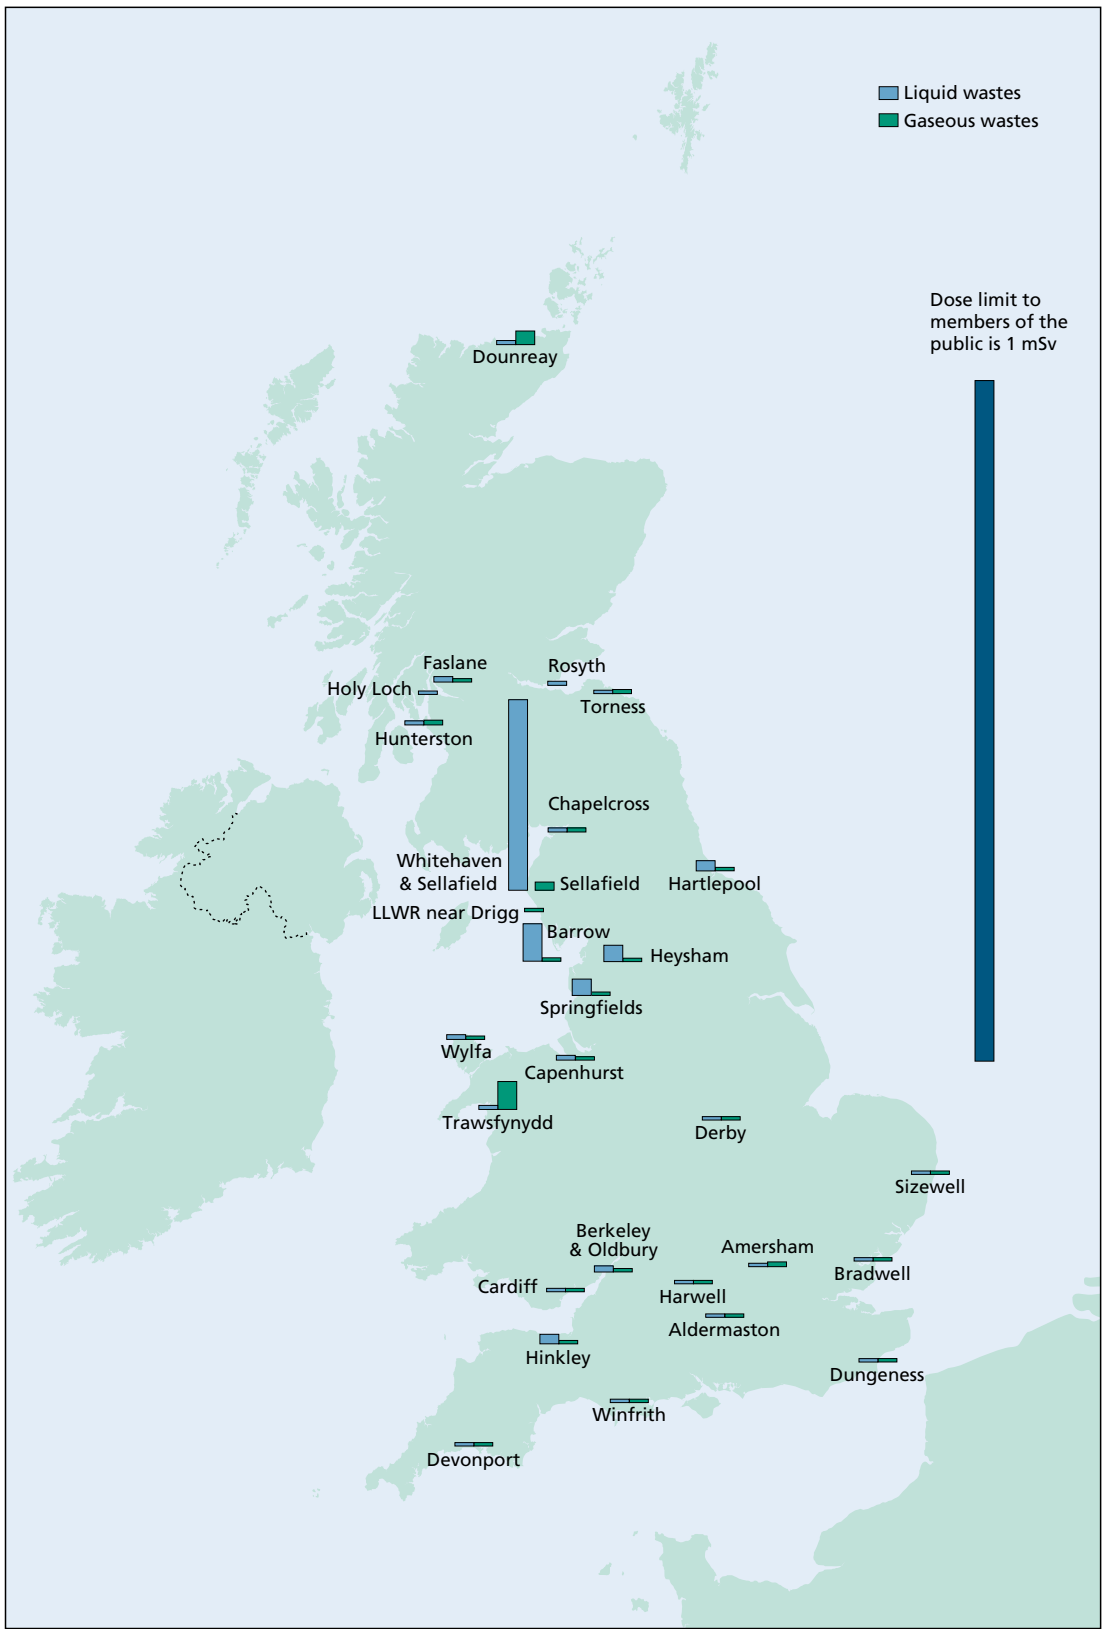 Liquid wastes
Gaseous wastes
Dose limit to
members of the
public is 1 mSv
Dounreay
Faslane
Rosyth
Holy Loch
Torness
Hunterston
Chapelcross
Whitehaven
& Sellafield
Sellafield
Hartlepool
LLWR near Drigg
Barrow
Heysham
Springfields
Wylfa
Capenhurst
Trawsfynydd
Derby
Sizewell
Berkeley
& Oldbury
Amersham
Bradwell
Cardiff
Harwell
Aldermaston
Hinkley
Dungeness
Winfrith
Devonport